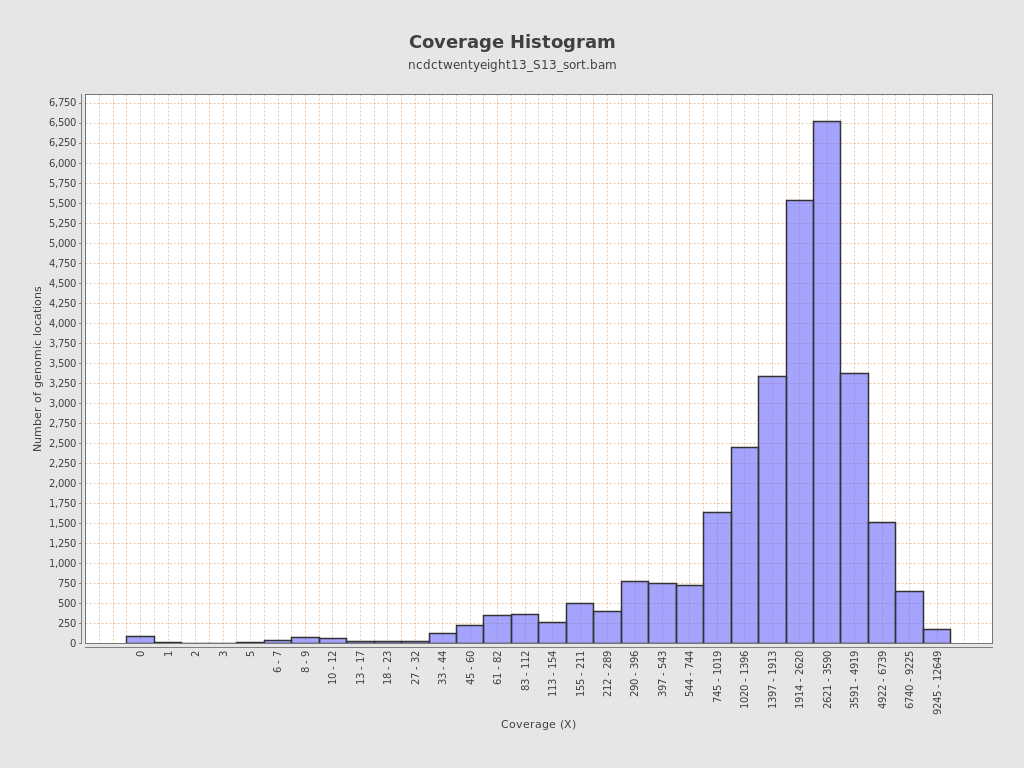 Coverage Histogram
ncdctwentyeight13_S13_sort.bam
Number of genomic locations
6,750
6,500
6,250
6,000
5,750
5,500
5,250
5,000
4,750
4,500
4,250
4,000
3,750
3,500
3,250
3,000
2,750
2,500
2,250
2,000
1,750
1,500
1,250
1,000
750
500
250
0
0
1
2
3
5
6 - 7
8 - 9
10 - 12
13 - 17
18 - 23
27 - 32
33 - 44
45 - 60
61 - 82
83 - 112
113 - 154
155 - 211
212 - 289
290 - 396
397 - 543
544 - 744
745 - 1019
1020 - 1396
1397 - 1913
1914 - 2620
2621 - 3590
3591 - 4919
4922 - 6739
6740 - 9225
9245 - 12649
Coverage (X)